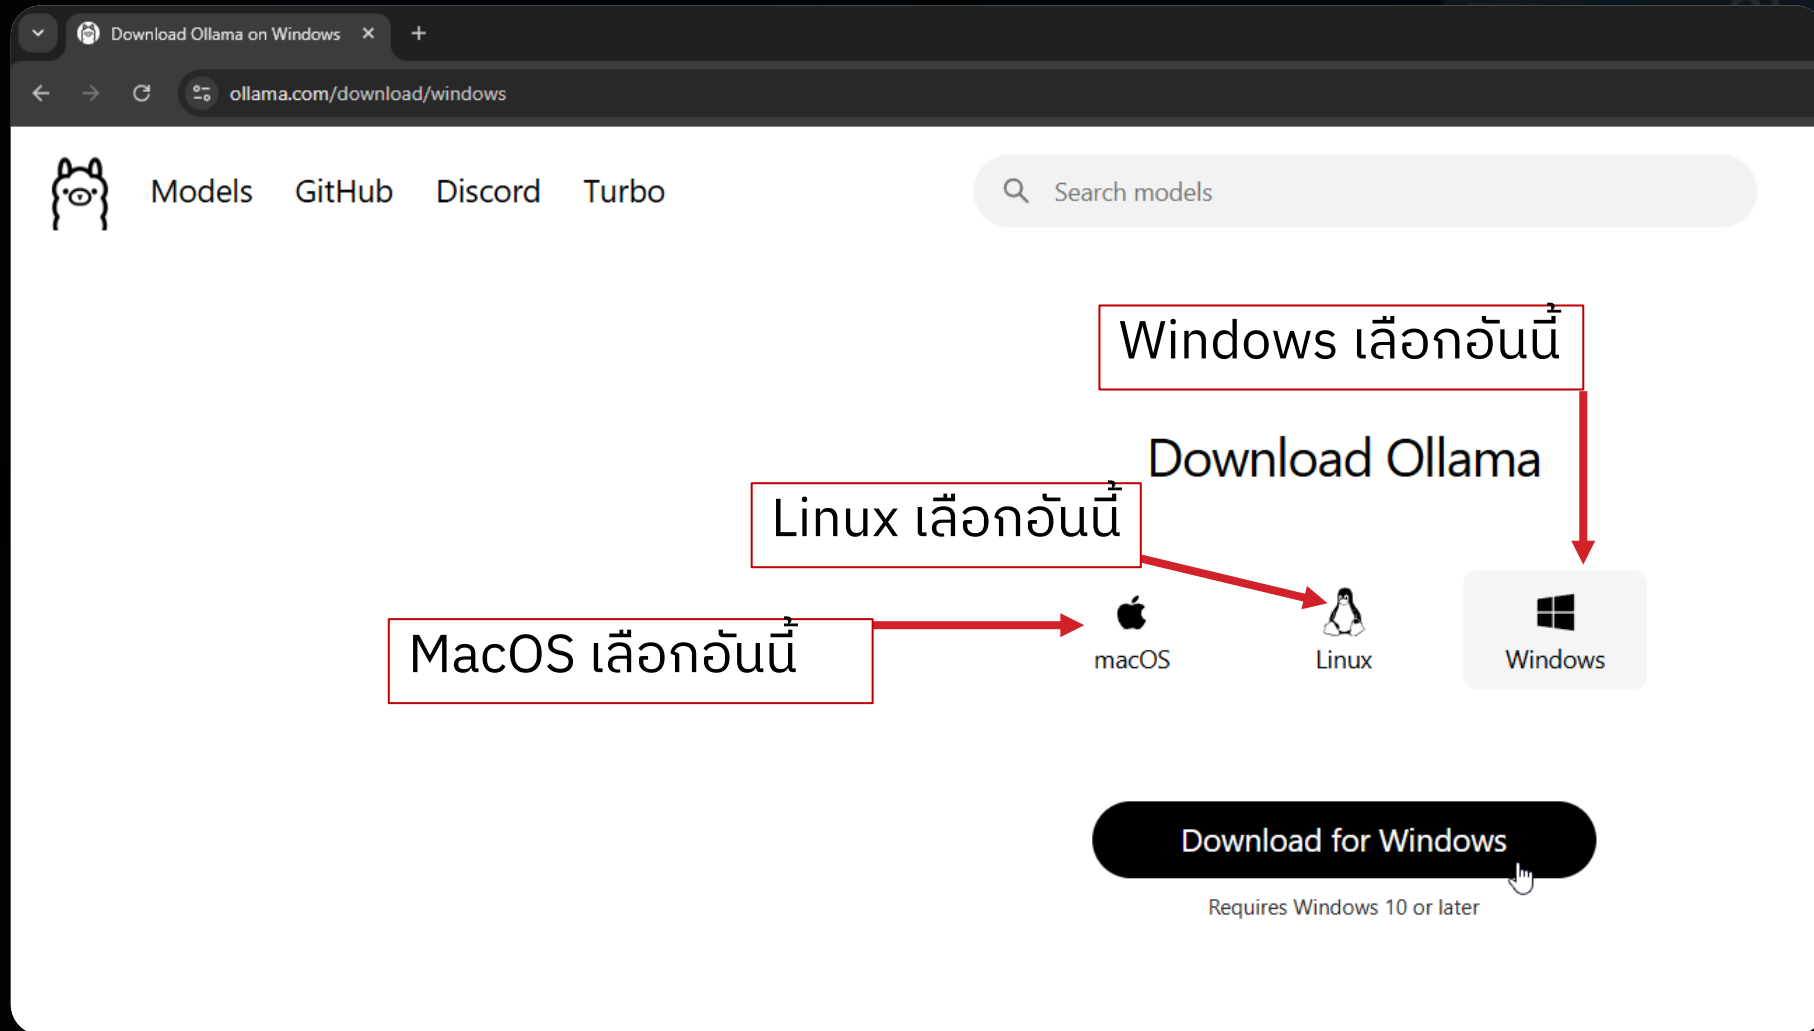 Download Ollama on Windows
ollama.com/download/windows
Models GitHub Discord Turbo
Search models
Windows เลือกอันนี้
Download Ollama
Linux เลือกอันนี้
MacOS เลือกอันนี้
macOS Linux Windows
Download for Windows
Requires Windows 10 or later